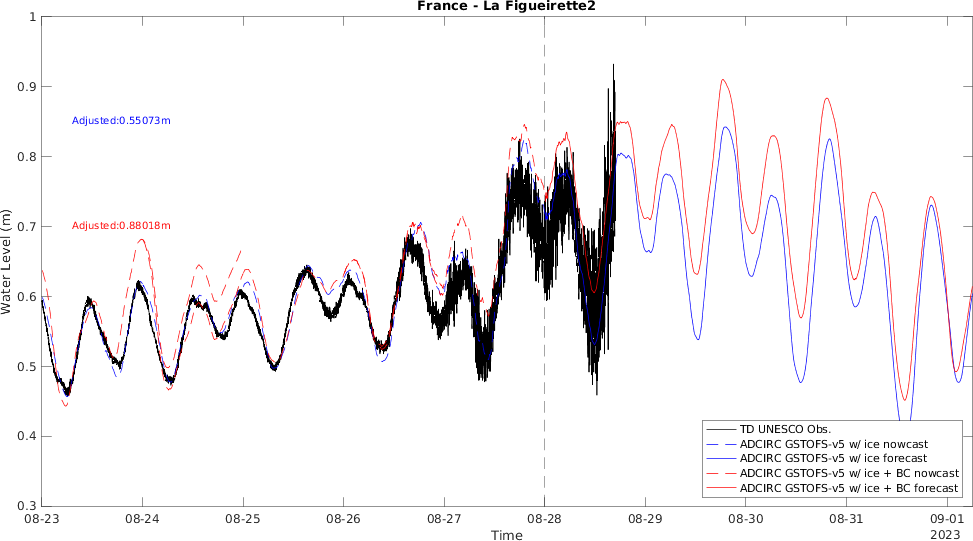 France - La Figueirette2
1
0.9
0.8
0.7
0.6
0.5
0.4
0.3
Water Level (m)
Adjusted:0.55073m
Adjusted:0.88018m
TD UNESCO Obs.
ADCIRC GSTOFS-v5 w/ ice nowcast
ADCIRC GSTOFS-v5 w/ ice forecast
ADCIRC GSTOFS-v5 w/ ice + BC nowcast
ADCIRC GSTOFS-v5 w/ ice + BC forecast
08-23 08-24 08-25 08-26 08-27 08-28 08-29 08-30 08-31 09-01
Time
2023